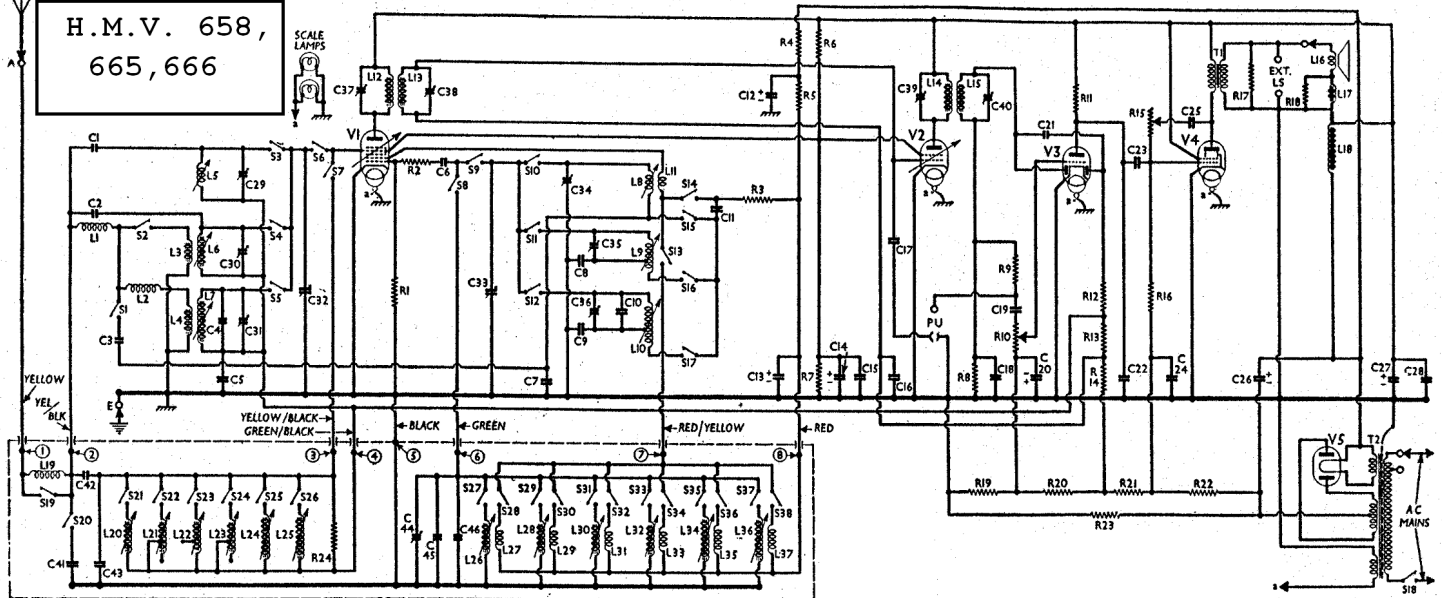 H.M.V. 658,
665,666
SCALE
LAMPS
A
a
C1
C2
L1
S2
L2
S1
C3
L3
L4
L5
L6
L7
C4
C5
C29
C30
C31
S3
S4
S5
S6
S7
C32
C37
L12
L13
C38
V1
a
R1
R2
C6
S8
S9
S10
S11
S12
C33
C34
C35
C8
C36
C10
C9
C7
L8
L9
L10
L11
S13
S14
S15
S16
S17
C11
R3
R4
R5
R6
C12
R7
C13
C14
C15
C16
C17
C39
L14
L15
C40
V2
a
PU
R8
R9
C18
C19
R10
C
20
C21
V3
a
R11
R12
R13
R
14
C22
C23
R15
C25
R16
C
24
V4
a
T1
R17
EXT.
LS
R18
L16
L17
L18
C26
C27
C28
YELLOW
YEL
BLK
E
YELLOW/BLACK
GREEN/BLACK
BLACK
GREEN
RED/YELLOW
RED
1
2
3
4
5
6
7
8
L19
C42
S19
S20
C41
C43
S21
S22
S23
S24
S25
S26
L20
L21
L22
L23
L24
L25
R24
C
44
C
45
C46
S27
S28
S29
S30
S31
S32
S33
S34
S35
S36
S37
S38
L26
L27
L28
L29
L30
L31
L32
L33
L34
L35
L36
L37
R19
R20
R21
R22
R23
V5
T2
AC
MAINS
S18
a